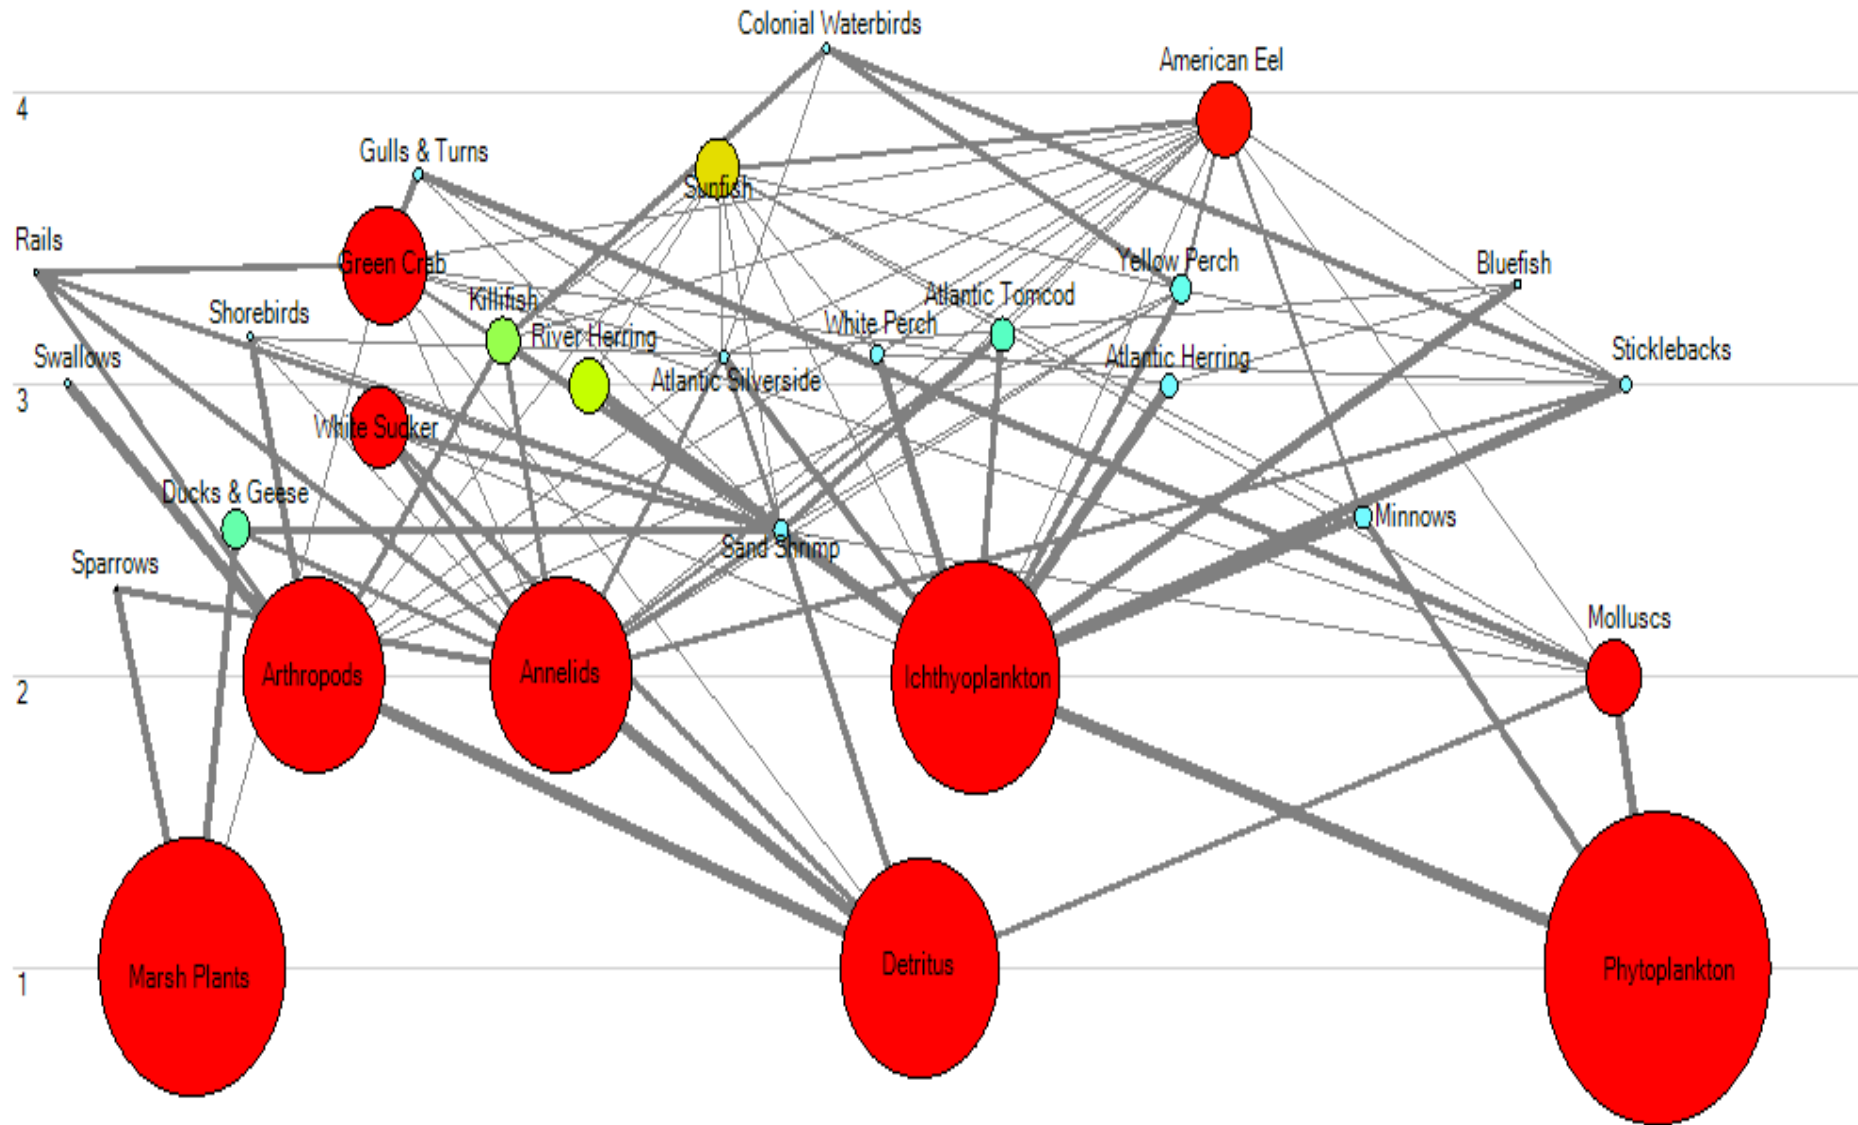 Colonial Waterbirds
American Eel
4
Gulls & Turns
Sunfish
Rails
Green Crab
Yellow Perch
Bluefish
Killifish
Atlantic Tomcod
Shorebirds
White Perch
River Herring
Swallows
Atlantic Herring
Sticklebacks
Atlantic Silverside
3
White Sucker
Ducks & Geese
Minnows
Sand Shrimp
Sparrows
Molluscs
Arthropods
Annelids
Ichthyoplankton
2
Detritus
Phytoplankton
Marsh Plants
1